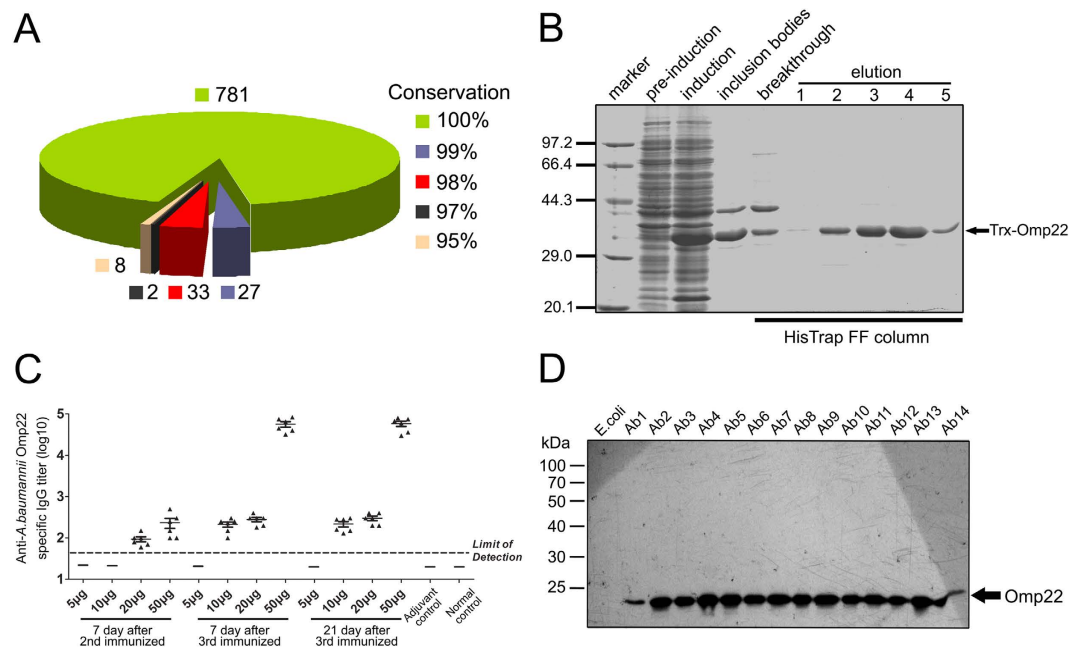 A
781
Conservation
100%
99%
98%
97%
95%
8
2
33
27
B
marker
pre-induction
induction
inclusion bodies
breakthrough
elution
1 2 3 4 5
97.2
66.4
44.3
29.0
20.1
Trx-Omp22
HisTrap FF column
C
Anti-A.baumannii Omp22
specific IgG titer (log10)
5
4
3
2
1
Limit of
Detection
5μg 10μg 20μg 50μg 5μg 10μg 20μg 50μg 5μg 10μg 20μg 50μg Adjuvant control Normal control
7 day after
2nd immunized
7 day after
3rd immunized
21 day after
3rd immunized
D
E.coli Ab1 Ab2 Ab3 Ab4 Ab5 Ab6 Ab7 Ab8 Ab9 Ab10 Ab11 Ab12 Ab13 Ab14
kDa
100
70
50
40
30
25
Omp22